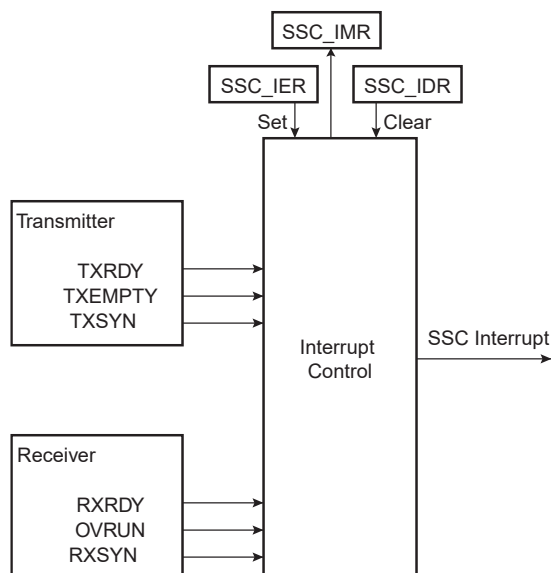 SSC_IMR
SSC_IER
SSC_IDR
Set
Clear
Transmitter
TXRDY
TXEMPTY
TXSYN
Interrupt
Control
SSC Interrupt
Receiver
RXRDY
OVRUN
RXSYN